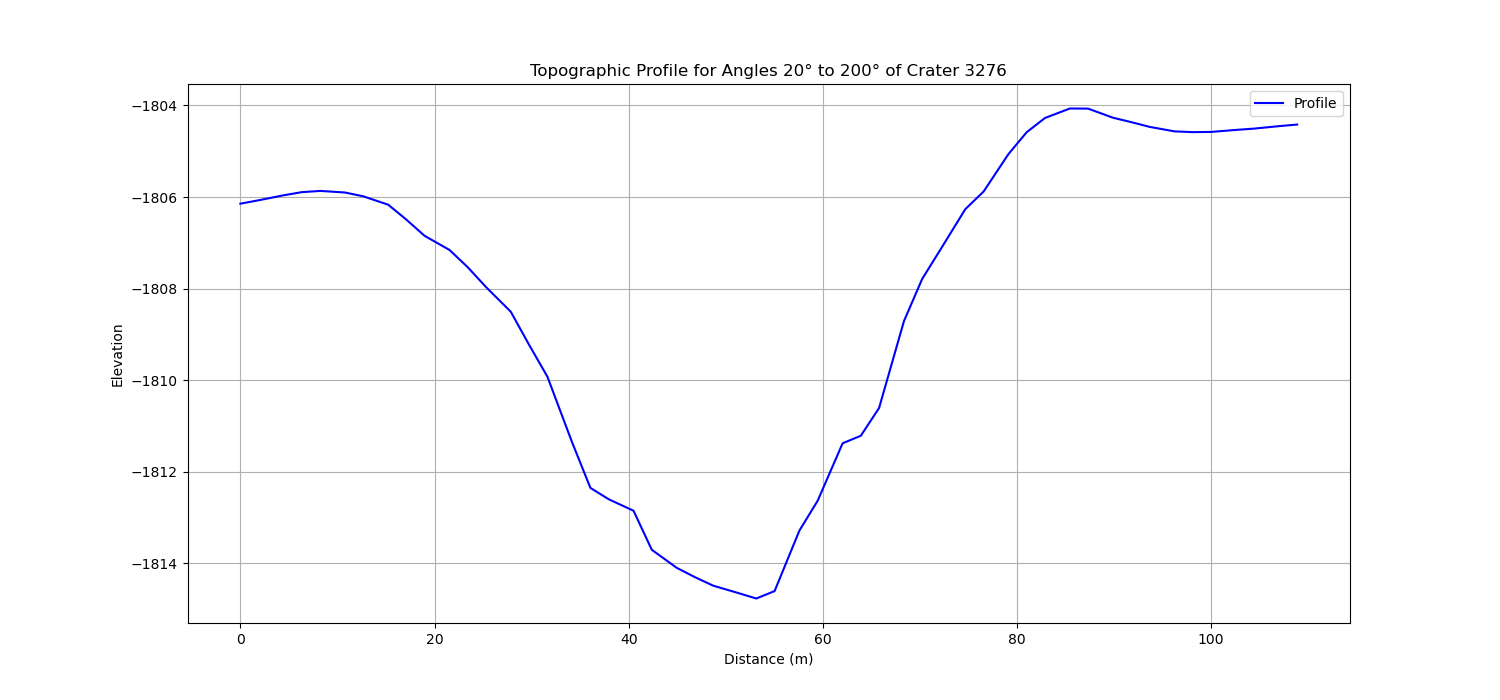 Topographic Profile for Angles 20° to 200° of Crater 3276
Profile
−1804
−1806
−1808
−1810
−1812
−1814
Elevation
0 20 40 60 80 100
Distance (m)